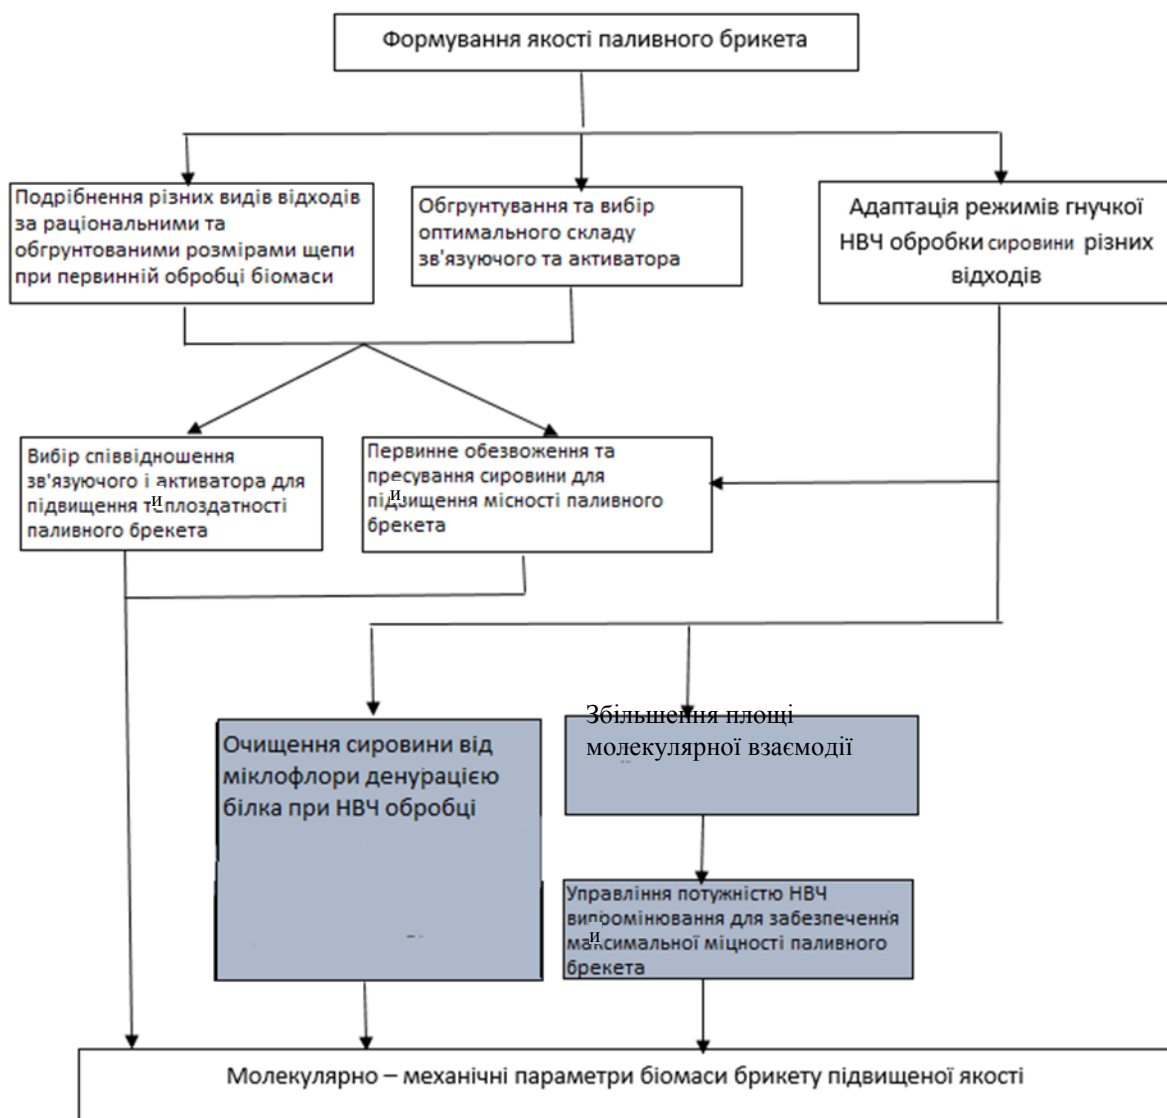 Формування якості паливного брикета
Подрібнення різних видів відходів
за раціональними та
обгрунтованими розмірами щепи
при первинній обробці біомаси
Обгрунтування та вибір
оптимального складу
зв'язуючого та активатора
Адаптація режимів гнучкої
НВЧ обробки сировини різних
відходів
Вибір співвідношення
зв'язуючого і активатора для
підвищення теплоздатності
и
паливного брекета
Первинне обезвоження та
пресування сировини для
підвищення місності паливного
и
брекета
Збільшення площі
молекулярної взаємодії
Очищення сировини від
міклофлори денурацією
білка при НВЧ обробці
Управління потужністю НВЧ
випромінювання для забезпечення
и
максимальної міцності паливного
брекета
Молекулярно – механічні параметри біомаси брикету підвищеної якості